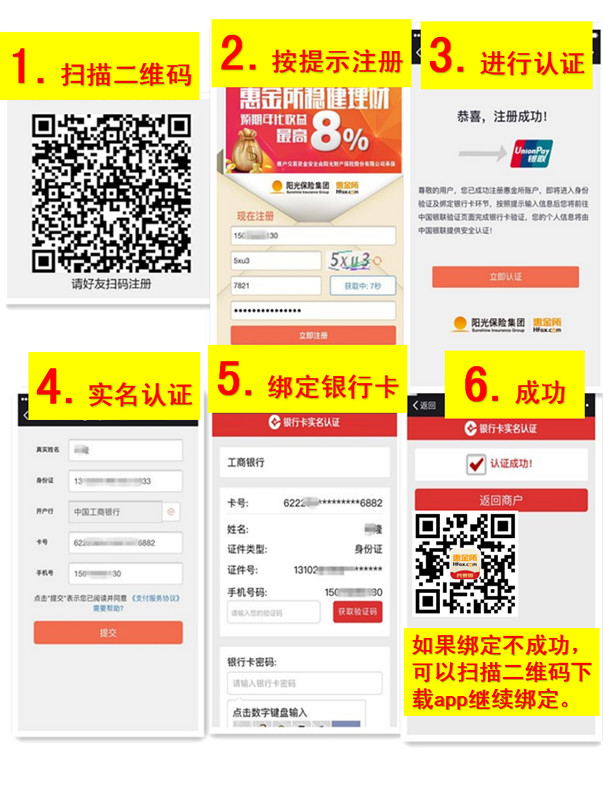 1. 扫描二维码
请好友扫码注册
2. 按提示注册
惠金所稳健理财
预期年化收益
最高8%
账户交易资金安全由阳光财产保险股份有限公司承保
阳光保险集团 惠金所
Sunshine Insurance Group Hfax.com
现在注册
150 130
5xu3
5xu3
7821
获取中: 7秒
立即注册
3. 进行认证
恭喜，注册成功！
UnionPay
银联
尊敬的用户，您已成功注册惠金所账户，即将进入身份
验证及绑定银行卡环节，按照提示输入信息后您将前往
中国银联验证页面完成银行卡验证，您的个人信息将由
中国银联提供安全认证！
立即认证
阳光保险集团 惠金所
Sunshine Insurance Group Hfax.com
4. 实名认证
真实姓名 隆
身份证 13 33
开户行 中国工商银行
卡号 622 6882
手机号 150 30
点击"提交"表示您已阅读并同意《支付服务协议》
需要帮助?
提交
5. 绑定银行卡
银行卡实名认证
工商银行
卡号: 6222 *********6882
姓名: 隆
证件类型: 身份证
证件号: 13102 ******
手机号码: 150 30
请输入您的验证码
获取验证码
银行卡密码:
请输入银行卡密码
点击数字键盘输入
6. 成功
返回
银行卡实名认证
认证成功！
返回商户
惠金所
Hfax.com
如果绑定不成功，
可以扫描二维码下
载app继续绑定。